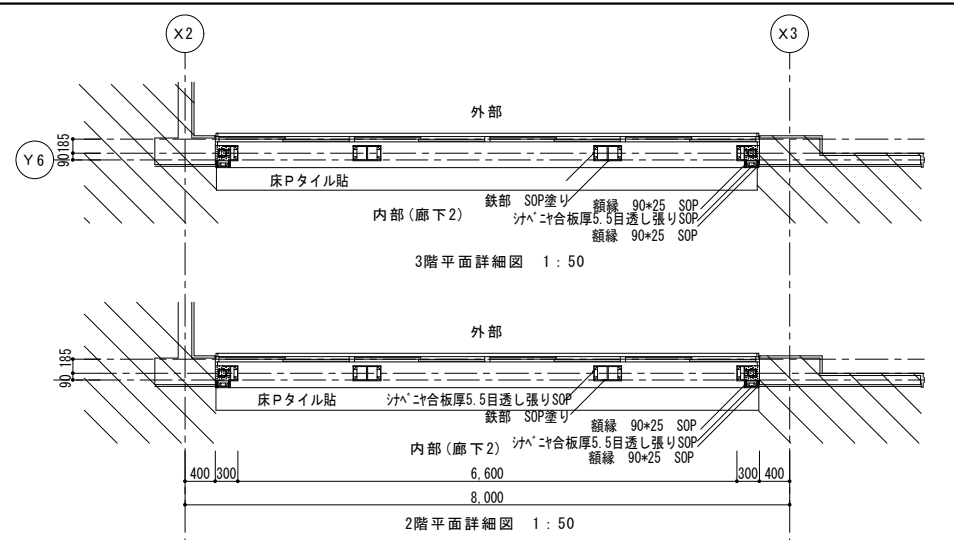 X2
X3
外部
185
90
Y6
床Pタイル貼
鉄部 SOP塗り
額縁 90*25 SOP
内部(廊下2)
シナベニヤ合板厚5.5目透し張りSOP
額縁 90*25 SOP
3階平面詳細図 1:50
外部
185
90
床Pタイル貼
シナベニヤ合板厚5.5目透し張りSOP
鉄部 SOP塗り
額縁 90*25 SOP
内部(廊下2)
シナベニヤ合板厚5.5目透し張りSOP
額縁 90*25 SOP
400 300 6,600 300 400
8,000
2階平面詳細図 1:50